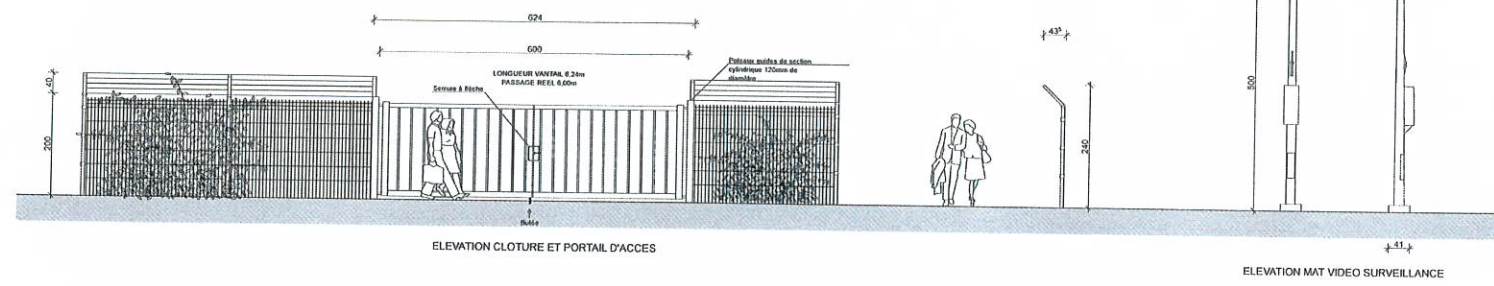 624
600
43⁵
LONGUEUR VANTAIL 6,24m
PASSAGE REEL 6,00m
Poteaux guides de section
cylindrique 120mm de
diamètre
Serrure à flèche
40
200
240
500
Butée
41
ELEVATION CLOTURE ET PORTAIL D'ACCES
ELEVATION MAT VIDEO SURVEILLANCE